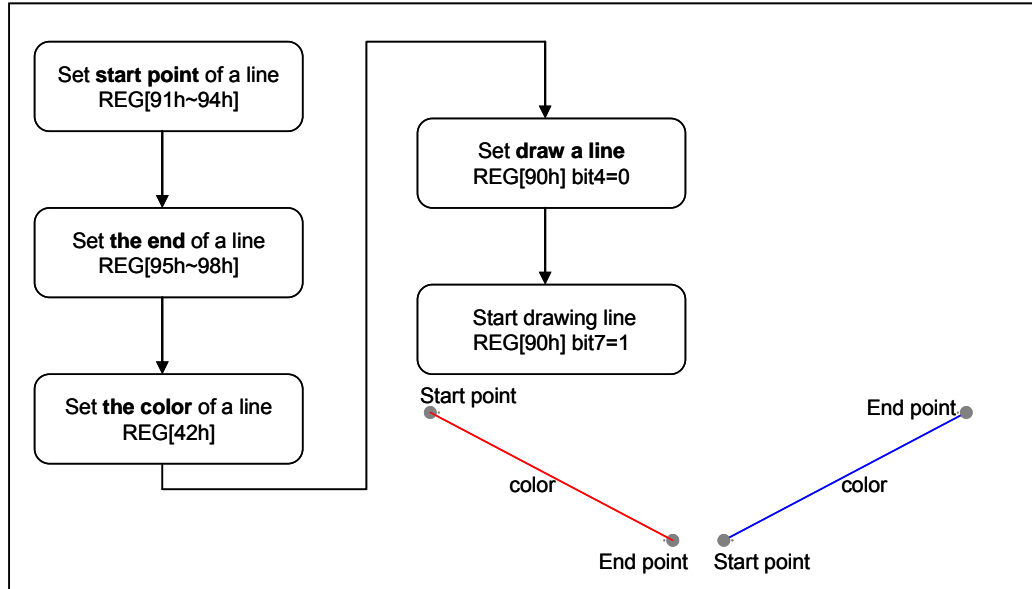 Set start point of a line
REG[91h~94h]
Set the end of a line
REG[95h~98h]
Set the color of a line
REG[42h]
Set draw a line
REG[90h] bit4=0
Start drawing line
REG[90h] bit7=1
Start point
color
End point
End point
color
Start point